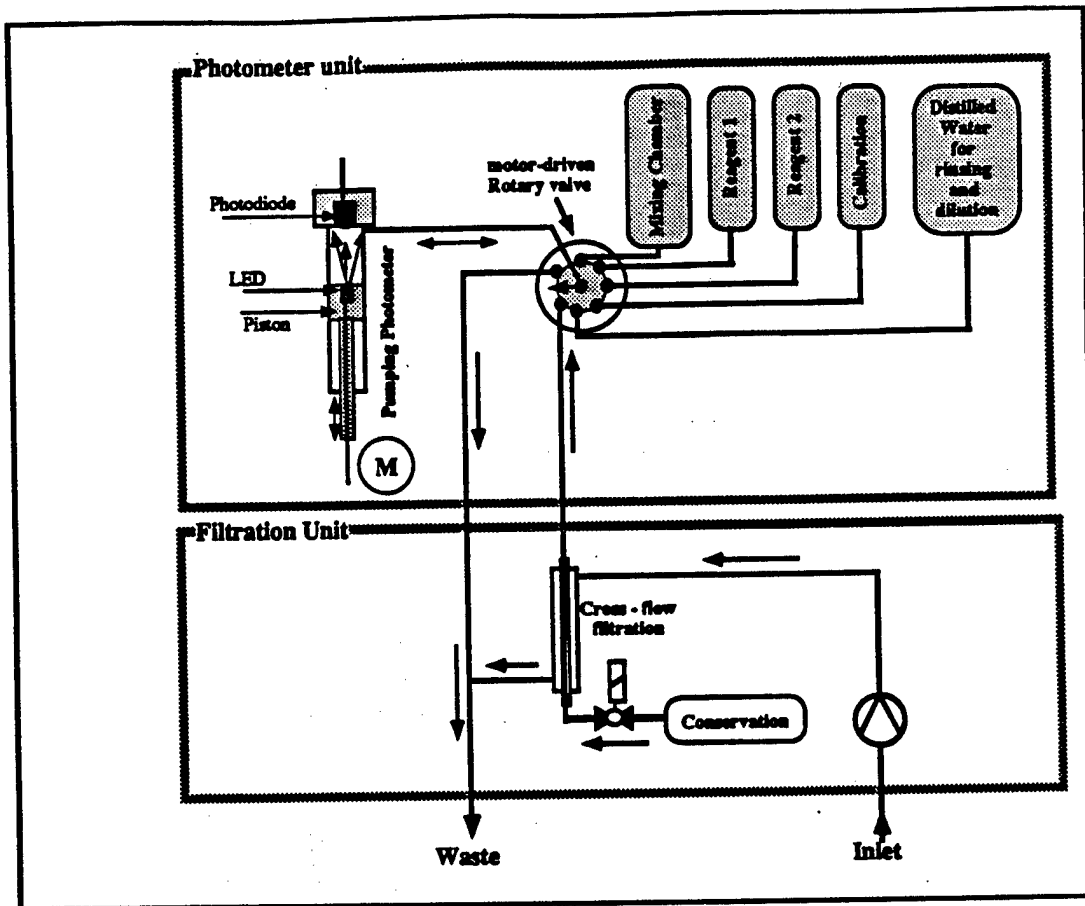 Photometer unit
Mixing Chamber
Reagent 1
Reagent 2
Calibration
Distilled
Water
for
rinsing
and
dilution
motor-driven
Rotary valve
Photodiode
LED
Piston
Pumping Photometer
M
Filtration Unit
Cross - flow
filtration
Conservation
Waste
Inlet